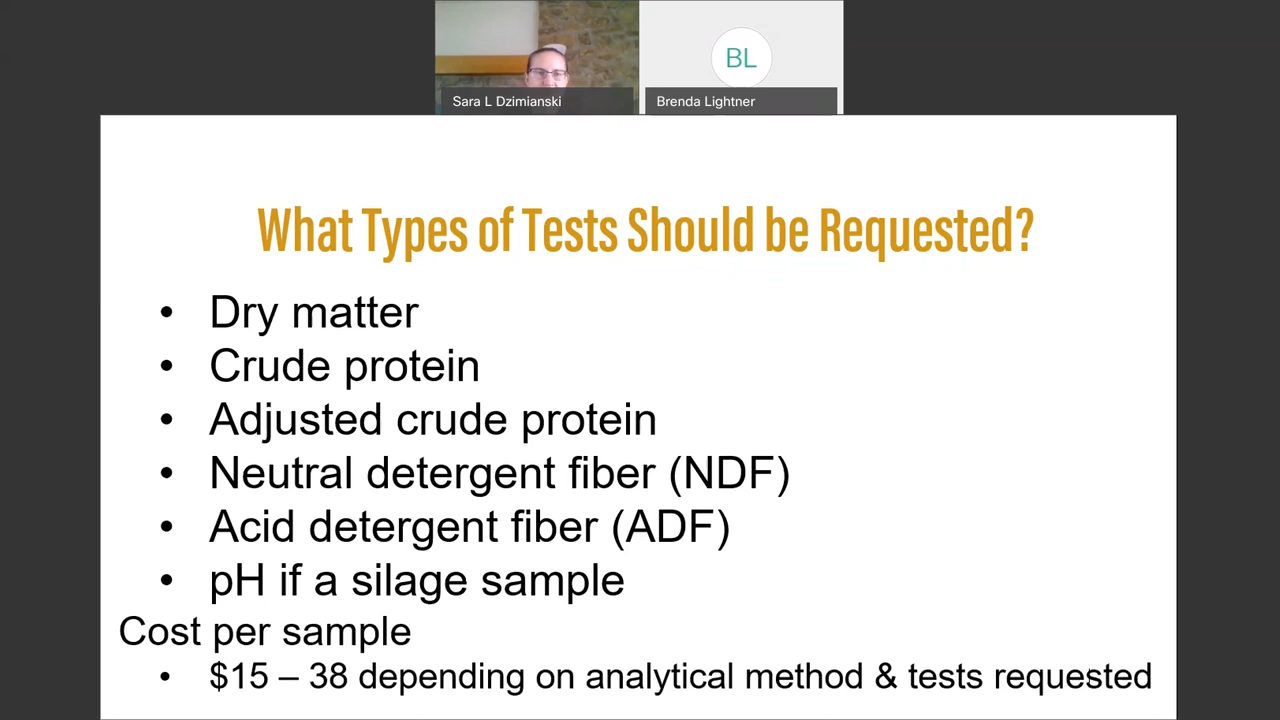 BL
Sara L Dzimianski
Brenda Lightner
What Types of Tests Should be Requested?
• Dry matter
• Crude protein
• Adjusted crude protein
• Neutral detergent fiber (NDF)
• Acid detergent fiber (ADF)
• pH if a silage sample
Cost per sample
• $15 – 38 depending on analytical method & tests requested